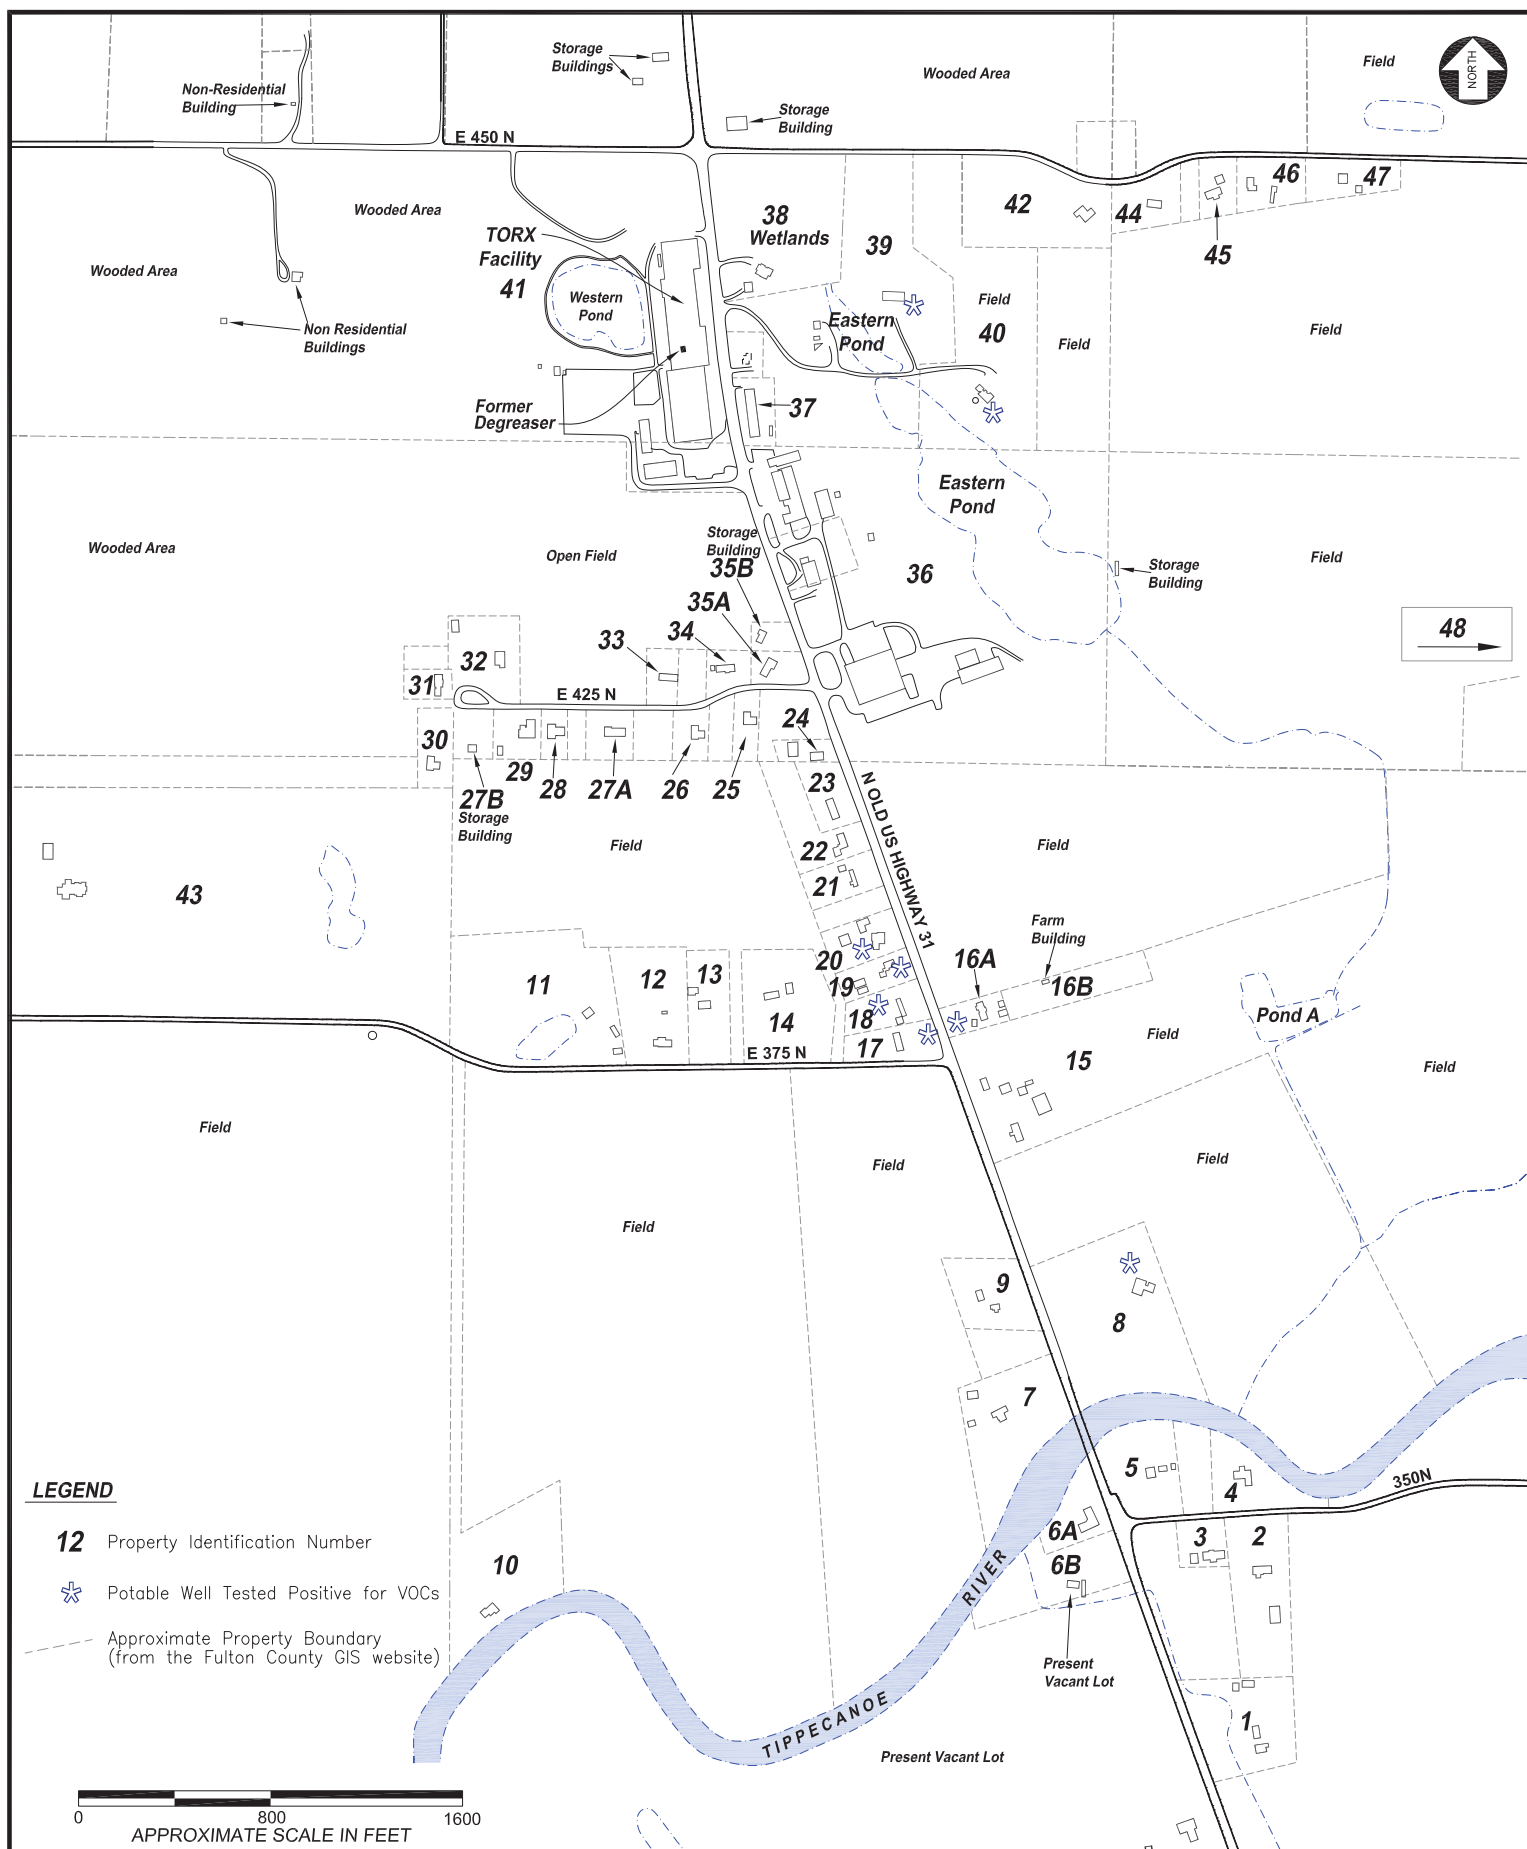 Storage
Buildings
Wooded Area
Field
NORTH
Non-Residential
Building
Storage
Building
E 450 N
Wooded Area
38
Wetlands
39
42
44
45
46
47
TORX
Facility
41
Wooded Area
Western
Pond
Non Residential
Buildings
Eastern
Pond
Field
40
Field
Field
Former
Degreaser
37
Eastern
Pond
Wooded Area
Open Field
Storage
Building
35B
36
Storage
Building
Field
35A
34
33
32
31
48
E 425 N
30
24
23
29
28
27A
26
25
27B
Storage
Building
N OLD US HIGHWAY 31
22
21
Field
Field
43
20
19
18
17
16A
Farm
Building
16B
11
12
13
14
E 375 N
15
Field
Pond A
Field
Field
Field
Field
Field
9
8
7
5
4
350N
3
2
6A
6B
10
1
Present
Vacant Lot
TIPPECANOE
RIVER
Present Vacant Lot
LEGEND
12 Property Identification Number
Potable Well Tested Positive for VOCs
Approximate Property Boundary
(from the Fulton County GIS website)
0 800 1600
APPROXIMATE SCALE IN FEET